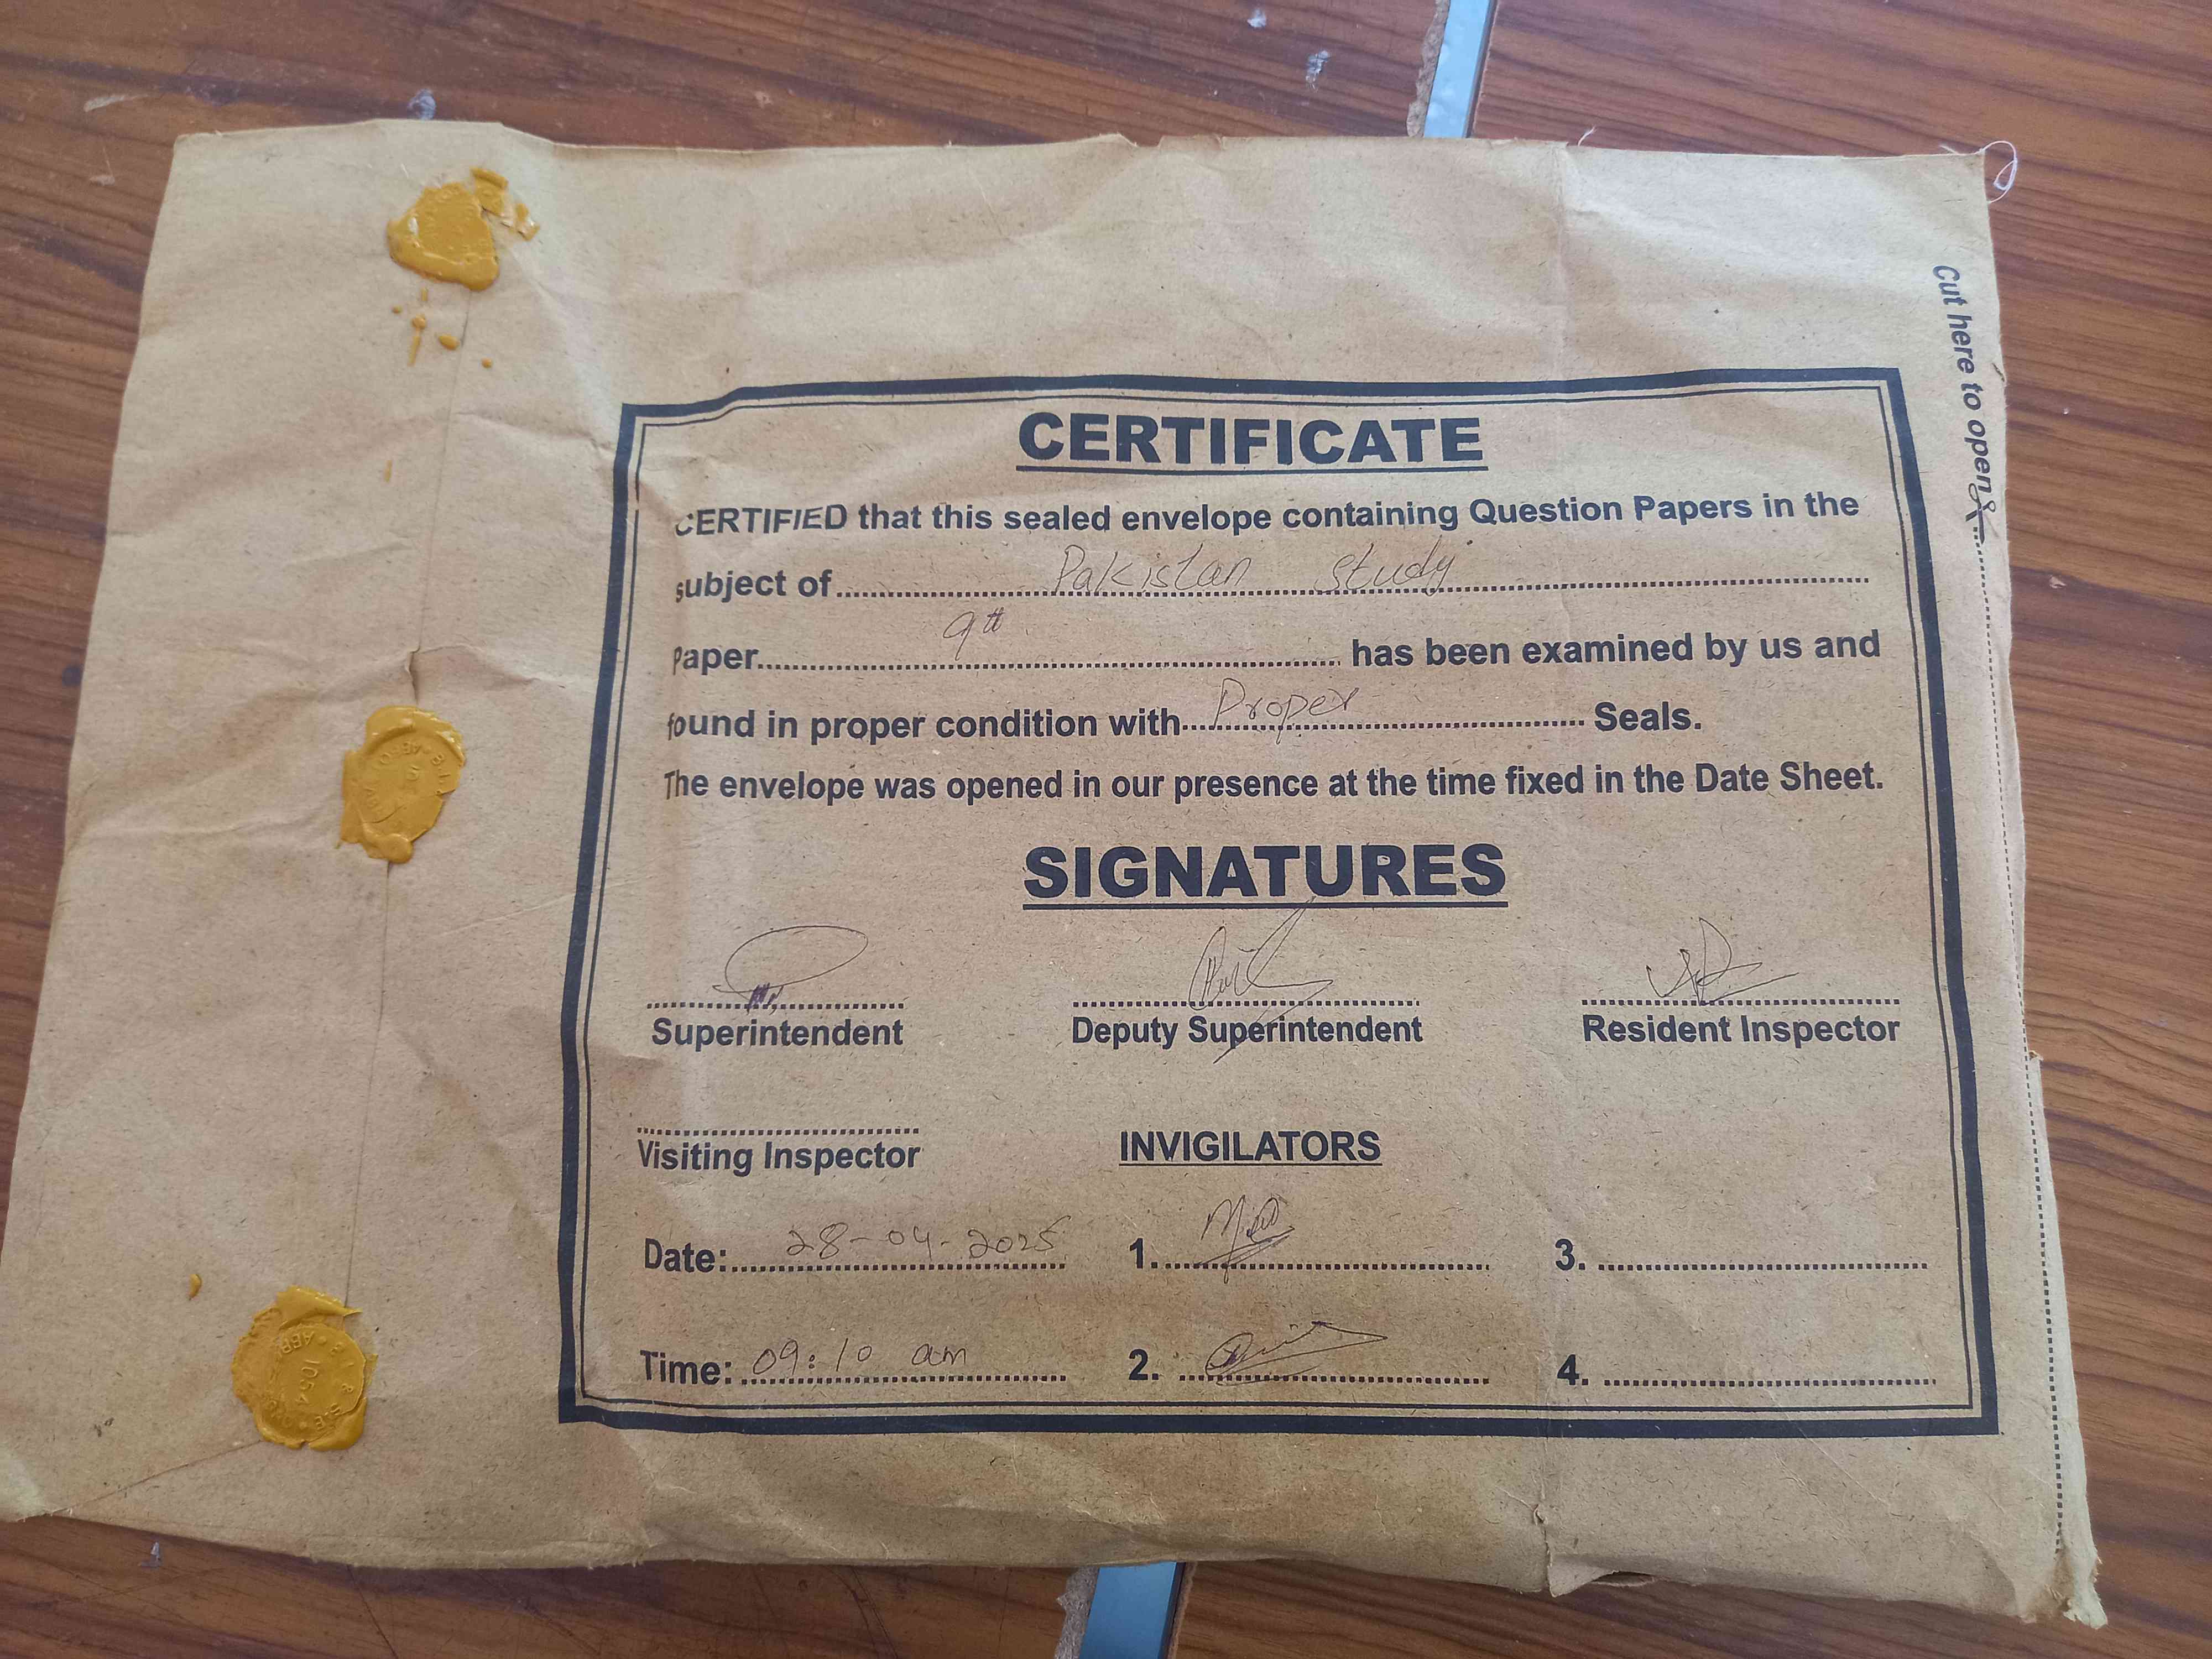 Cut here to open
CERTIFICATE
CERTIFIED that this sealed envelope containing Question Papers in the
subject of Pakistan Study
Paper 9th has been examined by us and
found in proper condition with Proper Seals.
The envelope was opened in our presence at the time fixed in the Date Sheet.
SIGNATURES
Superintendent Deputy Superintendent Resident Inspector
Visiting Inspector INVIGILATORS
Date: 28-04-2025 1. 3.
Time: 09:10 am 2. 4.